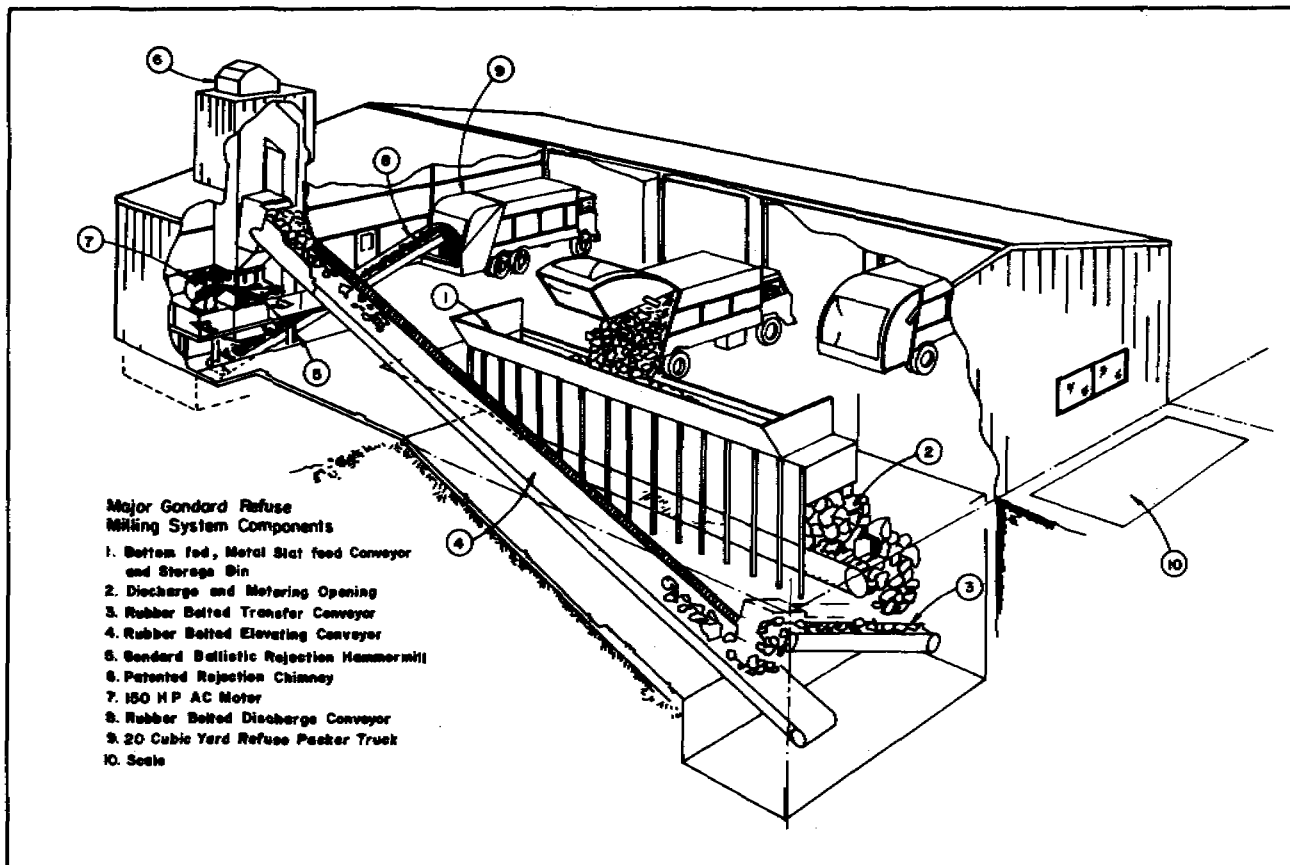 6
9
8
7
1
5
2
4
3
10
Major Gondard Refuse
Milling System Components
1. Bottom fed, Metal Slat feed Conveyor
and Storage Bin
2. Discharge and Metering Opening
3. Rubber Belted Transfer Conveyor
4. Rubber Belted Elevating Conveyor
5. Gondard Ballistic Rejection Hammermill
6. Patented Rejection Chimney
7. 150 HP AC Motor
8. Rubber Belted Discharge Conveyor
9. 20 Cubic Yard Refuse Packer Truck
10. Scale